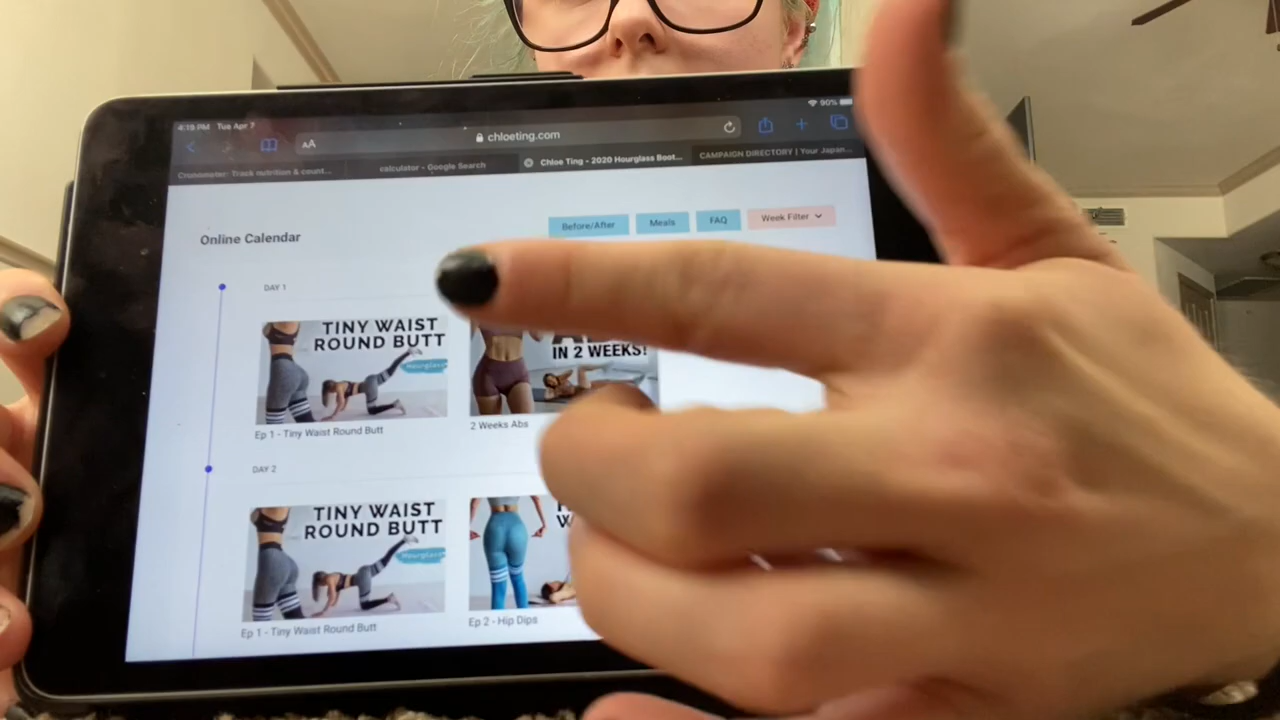 4:15 PM Tue Apr 7
90%
AA
chloeting.com
Cronometer: Track nutrition & count...
calculator - Google Search
Chloe Ting - 2020 Hourglass Boot...
CAMPAIGN DIRECTORY | Your Japan...
Online Calendar
Before/After
Meals
FAQ
Week Filter
DAY 1
TINY WAIST
ROUND BUTT
Hourglass
IN 2 WEEKS!
Ep 1 - Tiny Waist Round Butt
2 Weeks Abs
DAY 2
TINY WAIST
ROUND BUTT
Hourglass
Ep 1 - Tiny Waist Round Butt
Ep 2 - Hip Dips